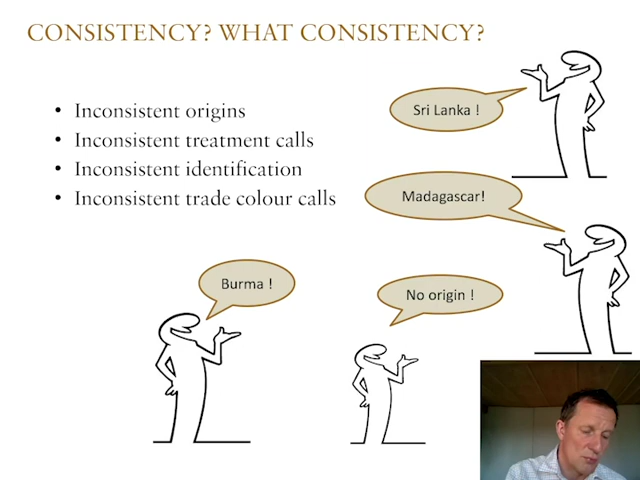 CONSISTENCY? WHAT CONSISTENCY?
• Inconsistent origins
• Inconsistent treatment calls
• Inconsistent identification
• Inconsistent trade colour calls
Sri Lanka !
Madagascar!
Burma !
No origin !